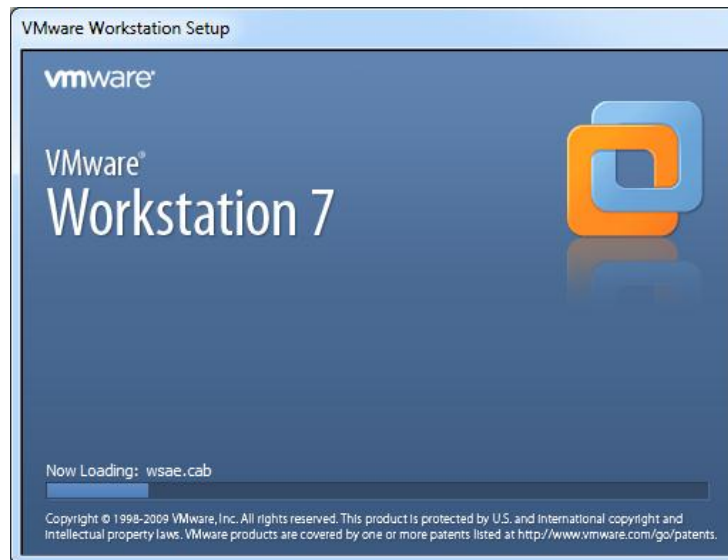 VMware Workstation Setup
vmware®
VMware®
Workstation 7
Now Loading: wsae.cab
Copyright © 1998-2009 VMware, Inc. All rights reserved. This product is protected by U.S. and international copyright and
intellectual property laws. VMware products are covered by one or more patents listed at http://www.vmware.com/go/patents.